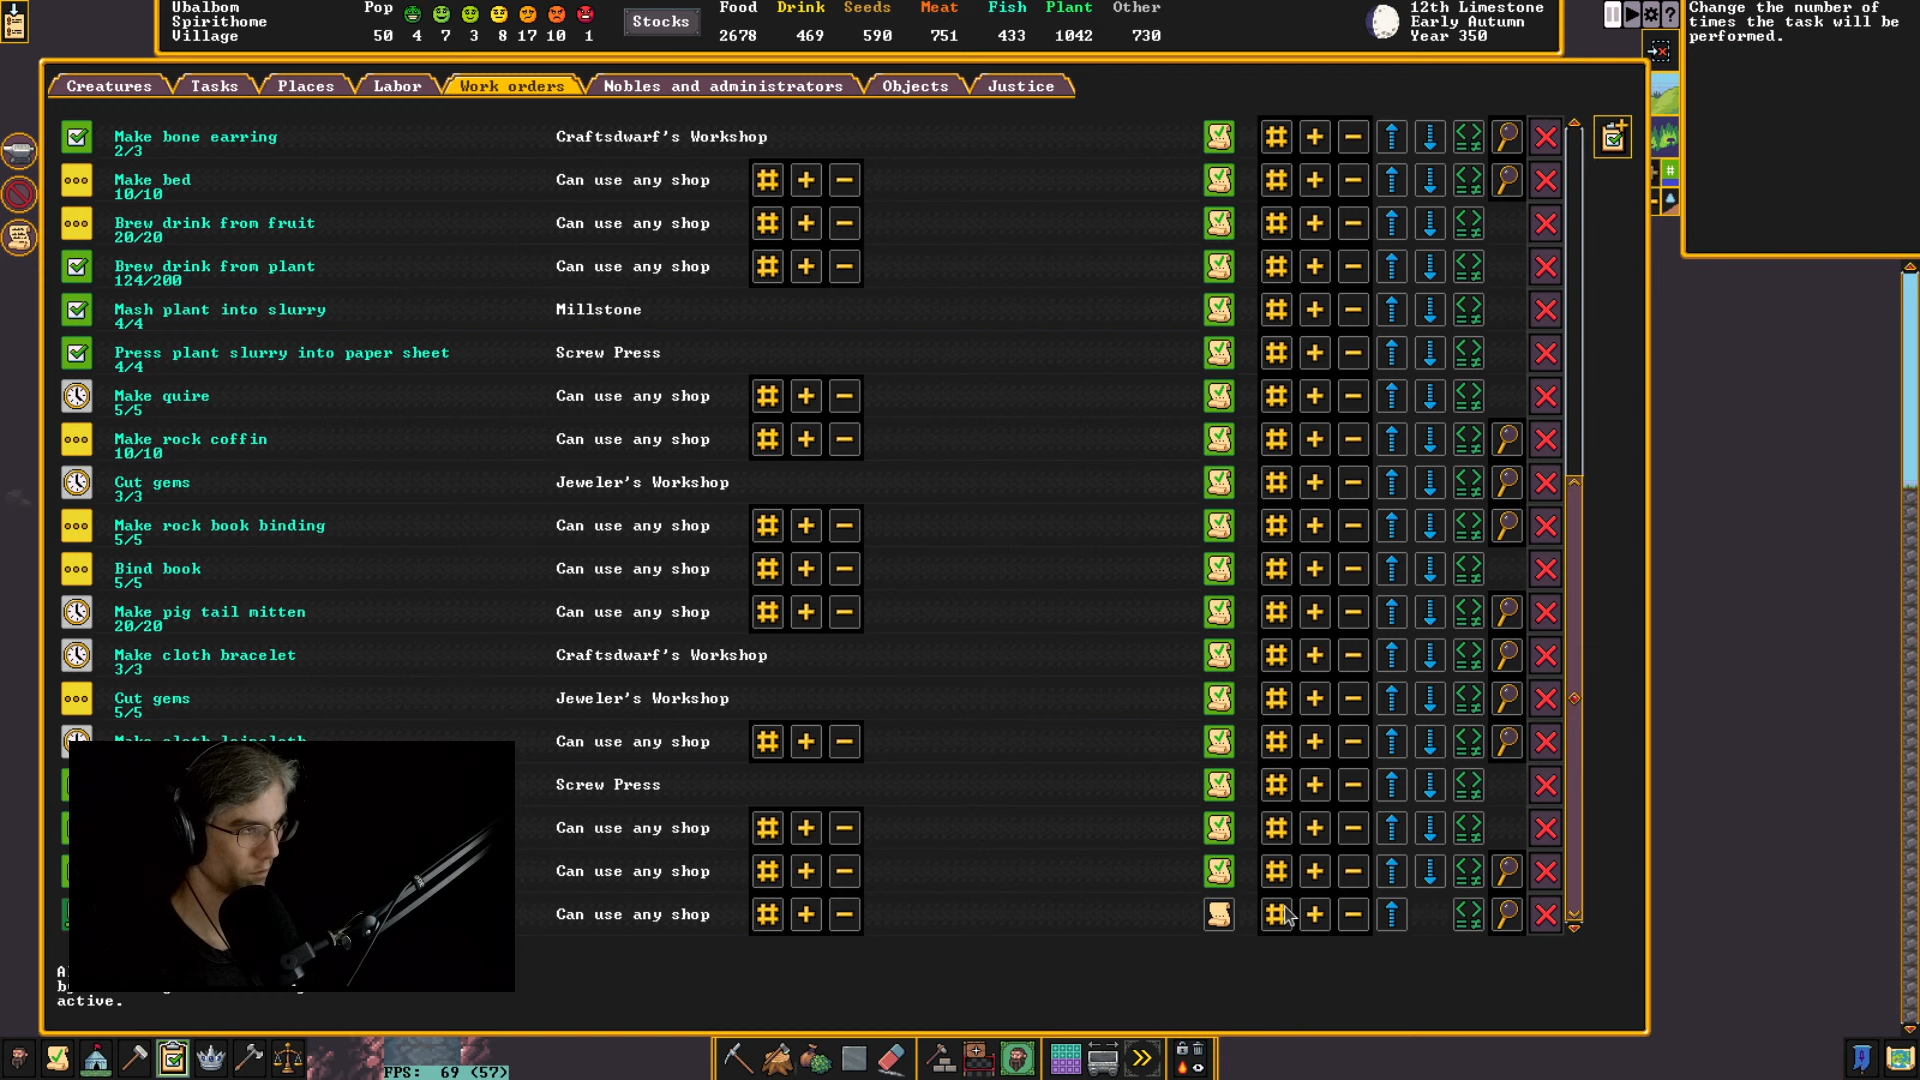 Ubalbom
Spirithome
Village
Pop
50 4 7 3 8 17 10 1
Stocks
Food Drink Seeds Meat Fish Plant Other
2678 469 590 751 433 1042 730
12th Limestone
Early Autumn
Year 350
Change the number of
times the task will be
performed.
Creatures Tasks Places Labor Work orders Nobles and administrators Objects Justice
Make bone earring Craftsdwarf's Workshop
2/3
Make bed Can use any shop
10/10
Brew drink from fruit Can use any shop
20/20
Brew drink from plant Can use any shop
124/200
Mash plant into slurry Millstone
4/4
Press plant slurry into paper sheet Screw Press
4/4
Make quire Can use any shop
5/5
Make rock coffin Can use any shop
10/10
Cut gems Jeweler's Workshop
3/3
Make rock book binding Can use any shop
5/5
Bind book Can use any shop
5/5
Make pig tail mitten Can use any shop
20/20
Make cloth bracelet Craftsdwarf's Workshop
3/3
Cut gems Jeweler's Workshop
5/5
Make cloth loincloth Can use any shop
Screw Press
Can use any shop
Can use any shop
Can use any shop
active.
FPS: 69 (57)